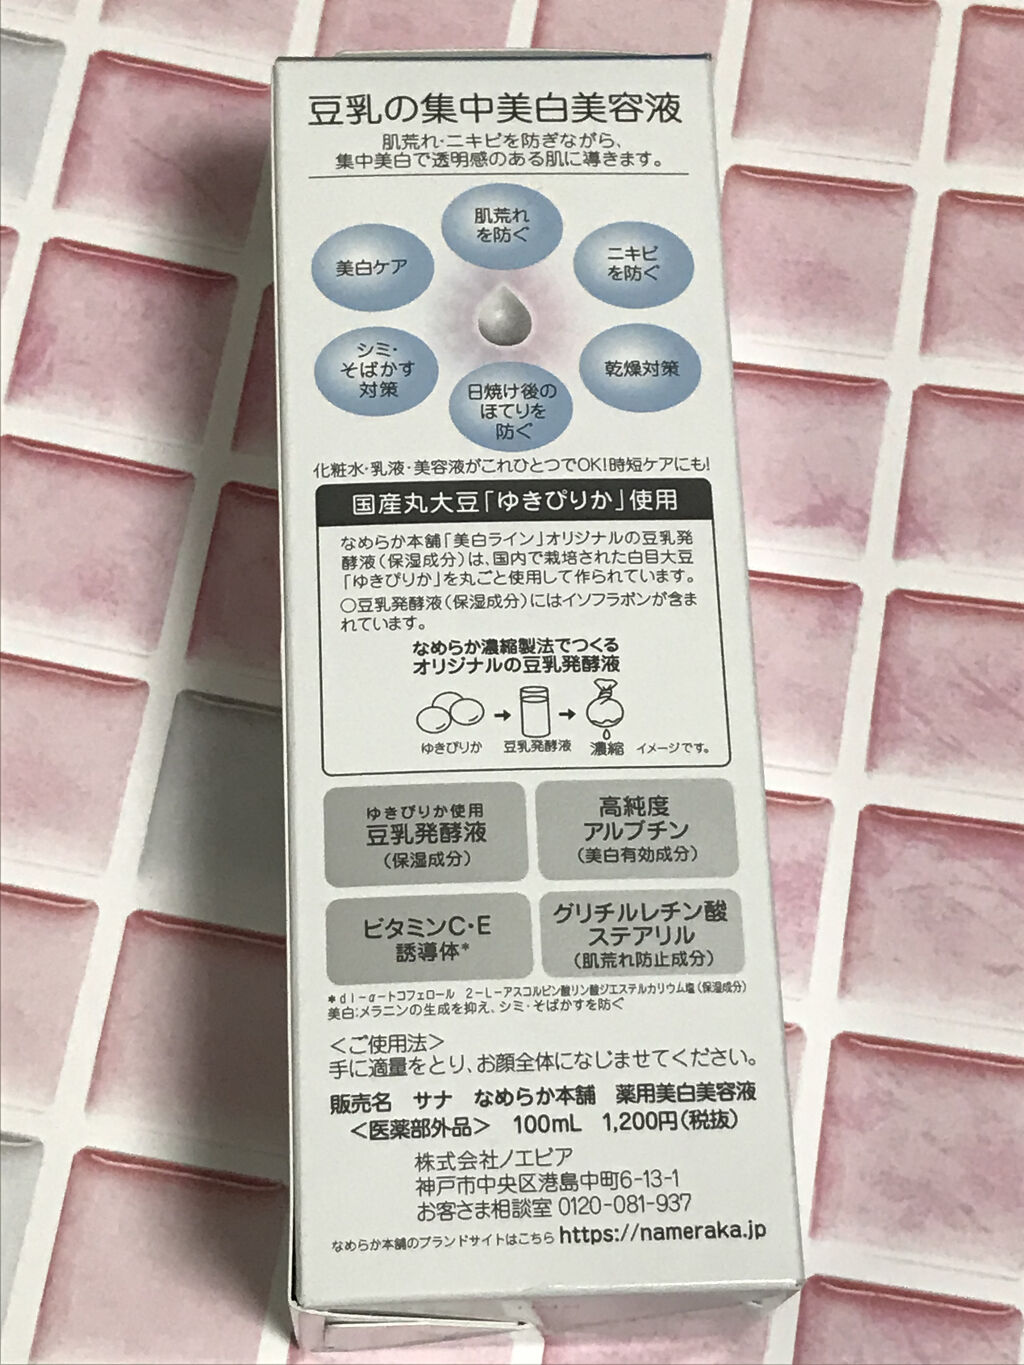 豆乳の集中美白美容液
肌荒れ・ニキビを防ぎながら、
集中美白で透明感のある肌に導きます。
肌荒れ
を防ぐ
美白ケア
ニキビ
を防ぐ
シミ・
そばかす
対策
乾燥対策
日焼け後の
ほてりを
防ぐ
化粧水・乳液・美容液がこれひとつでOK!時短ケアにも!
国産丸大豆「ゆきぴりか」使用
なめらか本舗「美白ライン」オリジナルの豆乳発
酵液(保湿成分)は、国内で栽培された白目大豆
「ゆきぴりか」を丸ごと使用して作られています。
○豆乳発酵液(保湿成分)にはイソフラボンが含ま
れています。
なめらか濃縮製法でつくる
オリジナルの豆乳発酵液
ゆきぴりか → 豆乳発酵液 → 濃縮 イメージです。
ゆきぴりか使用
豆乳発酵液
(保湿成分)
高純度
アルブチン
(美白有効成分)
ビタミンC・E
誘導体*
グリチルレチン酸
ステアリル
(肌荒れ防止成分)
*dl-α-トコフェロール 2-L-アスコルビン酸リン酸ジエステルカリウム塩(保湿成分)
美白:メラニンの生成を抑え、シミ・そばかすを防ぐ
<ご使用法>
手に適量をとり、お顔全体になじませてください。
販売名 サナ なめらか本舗 薬用美白美容液
<医薬部外品> 100mL 1,200円(税抜)
株式会社ノエビア
神戸市中央区港島中町6-13-1
お客さま相談室 0120-081-937
なめらか本舗のブランドサイトはこちら https://nameraka.jp